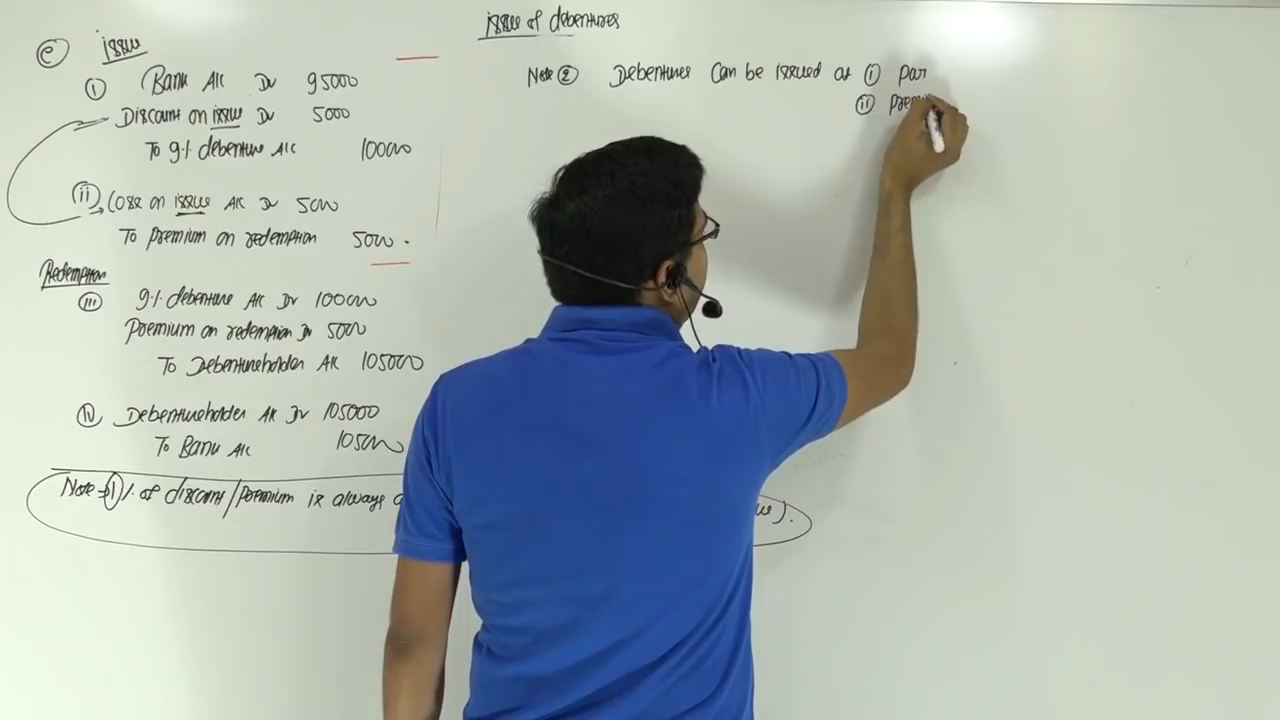 issue of debentures
(e) issue
(i) Bank A/c Dr 95000
Discount on issue Dr 5000
To 9.1. debenture A/c 100000
(ii) Loss on issue A/c Dr 5000
To premium on redemption 5000.
Redemption
(iii) 9.1. debenture A/c Dr 100000
Premium on redemption Dr 5000
To Debentureholder A/c 105000
(iv) Debentureholder A/c Dr 105000
To Bank A/c 105000
Note → (1) % of discount/premium is always
Note (2) Debentures Can be issued at (i) Par
(ii) Premi